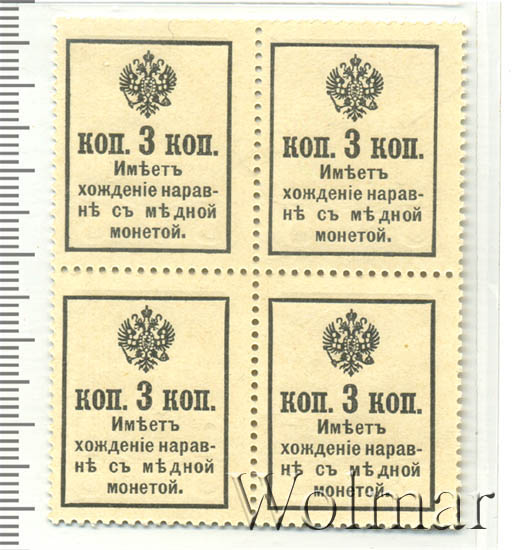 коп. 3 коп.
Имѣетъ
хожденіе нарав-
нѣ съ мѣдной
монетой.
коп. 3 коп.
Имѣетъ
хожденіе нарав-
нѣ съ мѣдной
монетой.
коп. 3 коп.
Имѣетъ
хожденіе нарав-
нѣ съ мѣдной
монетой.
коп. 3 коп.
Имѣетъ
хожденіе нарав-
нѣ съ мѣдной
монетой.
Wolmar